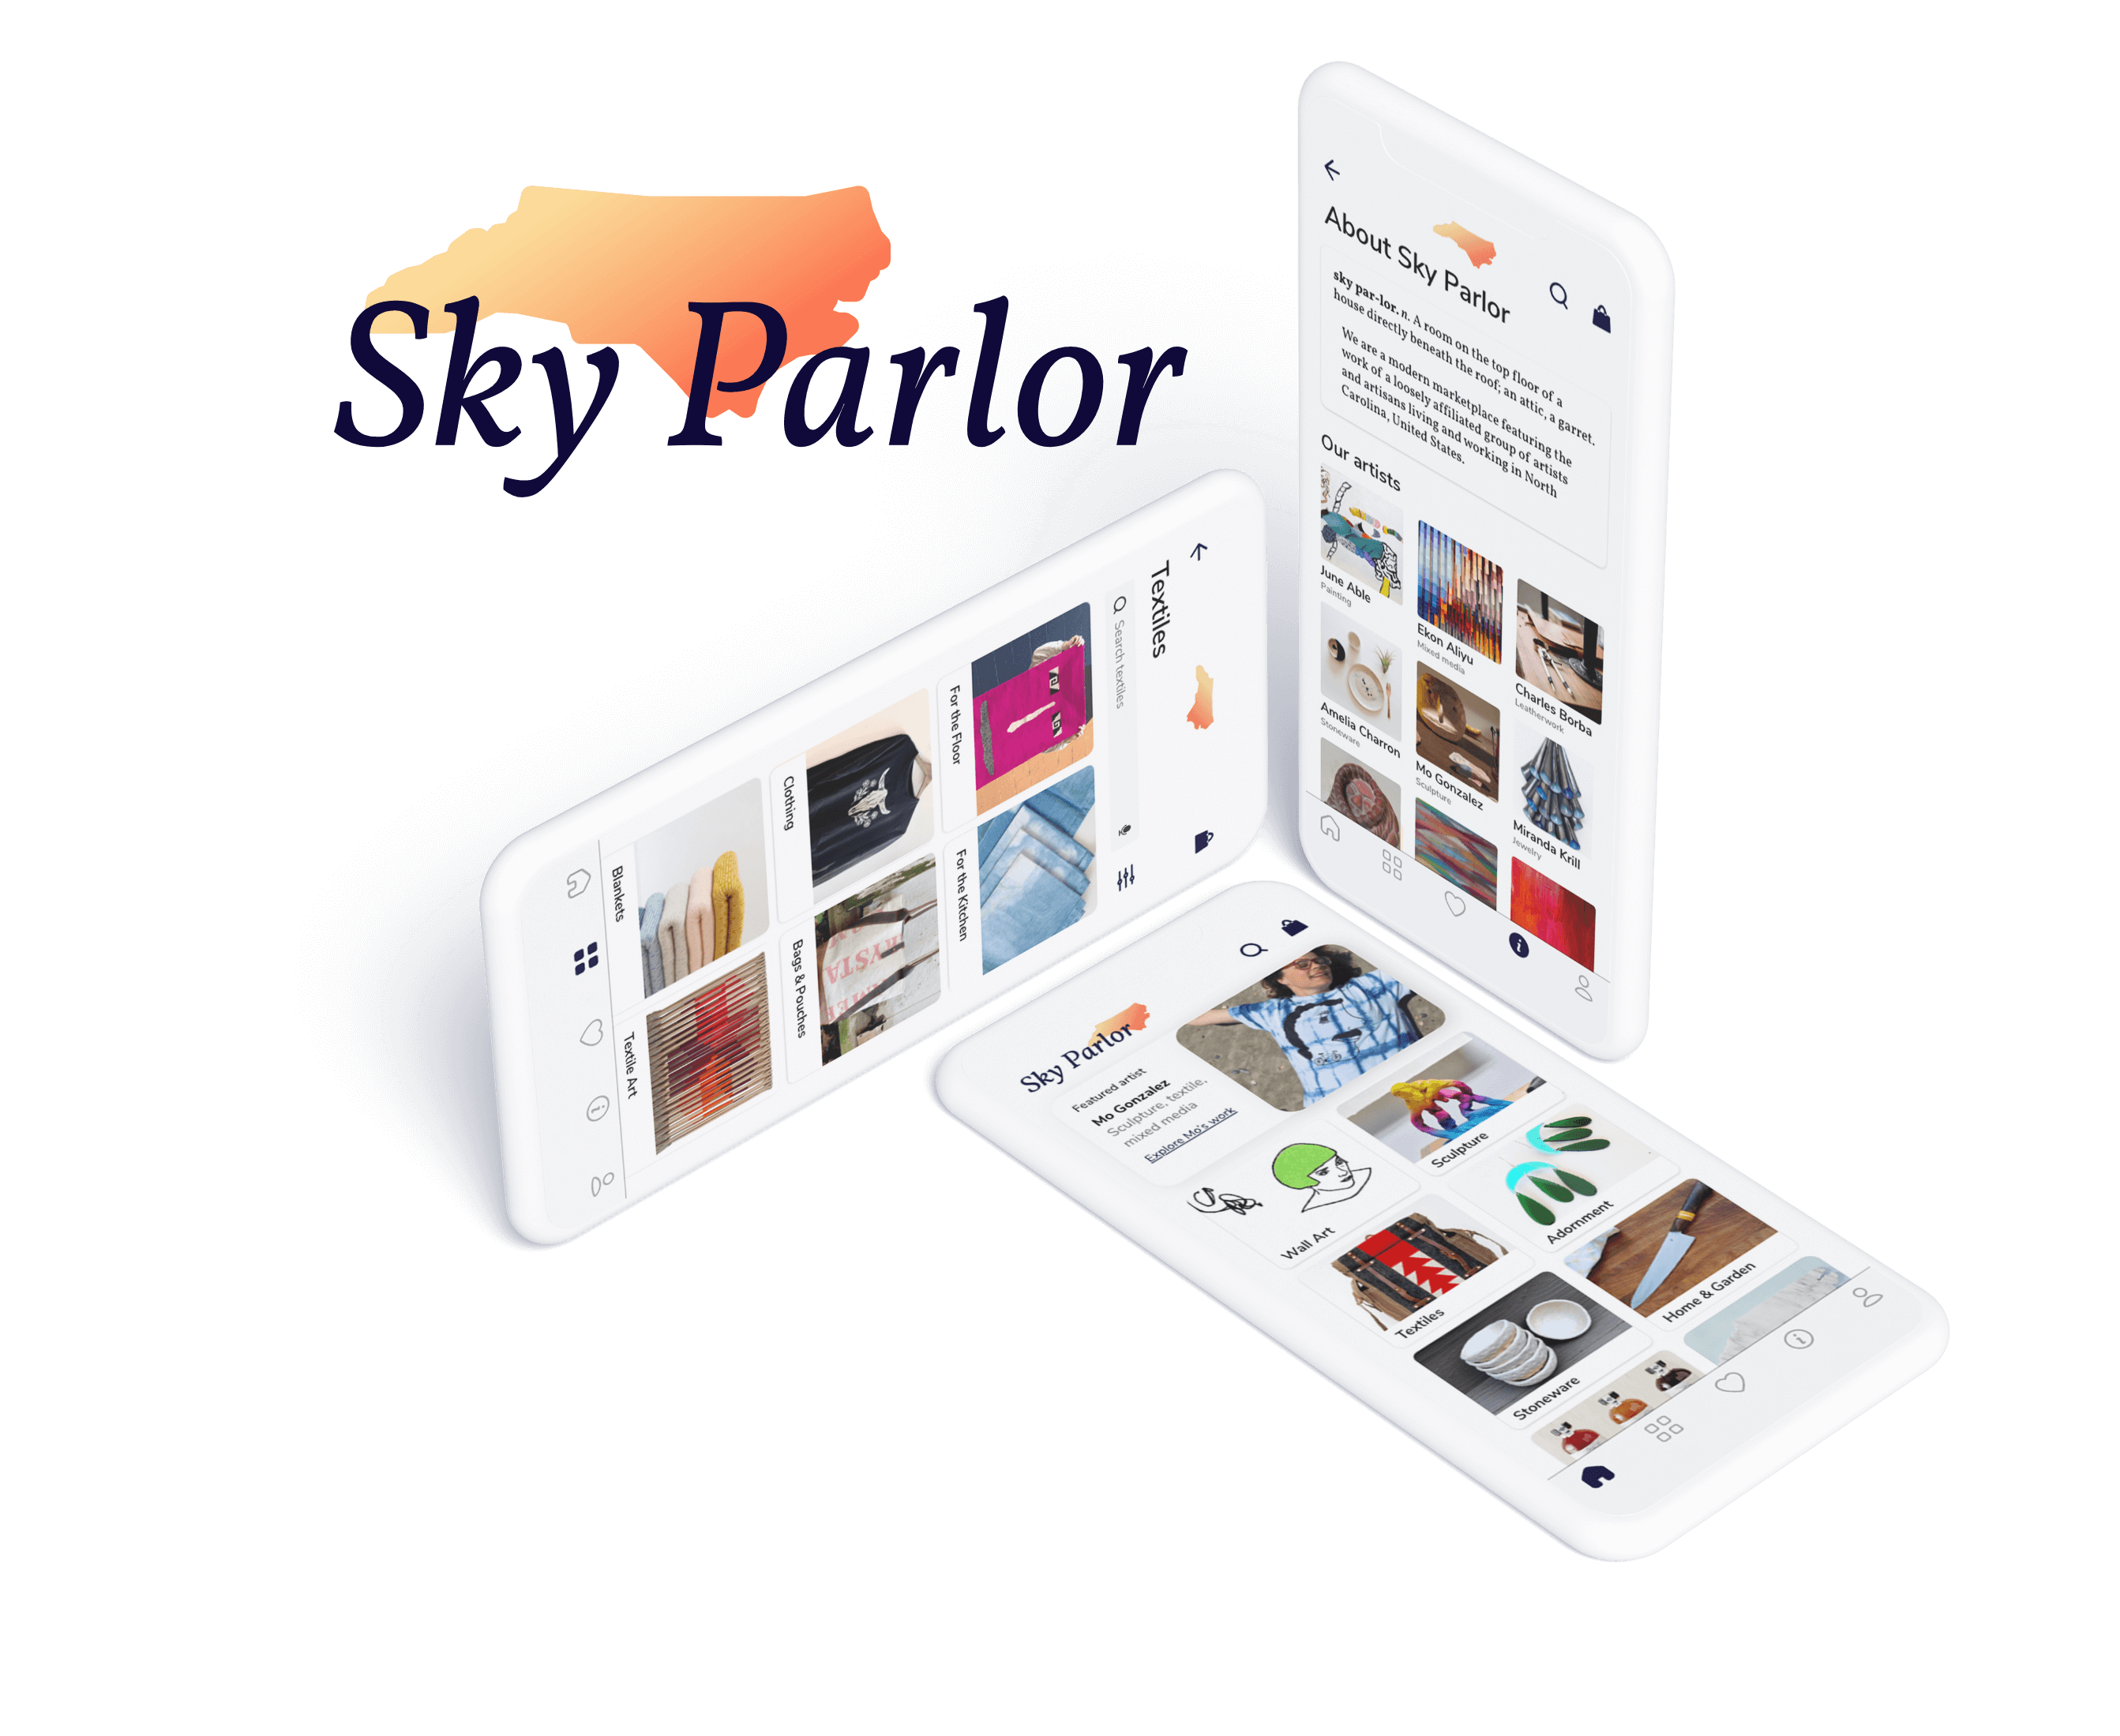 Sky Parlor
About Sky Parlor
sky par-lor. n. A room on the top floor of a
house directly beneath the roof; an attic, a garret.
We are a modern marketplace featuring the
work of a loosely affiliated group of artists
and artisans living and working in North
Carolina, United States.
Our artists
June Able
Painting
Ekon Aliyu
Mixed media
Charles Borba
Leatherwork
Amelia Charron
Stoneware
Mo Gonzalez
Sculpture
Miranda Krill
Jewelry
Textiles
Search textiles
For the Floor
For the Kitchen
Clothing
Bags & Pouches
Blankets
Textile Art
Sky Parlor
Featured artist
Mo Gonzalez
Sculpture, textile,
mixed media
Explore Mo's work
Wall Art
Sculpture
Textiles
Adornment
Stoneware
Home & Garden